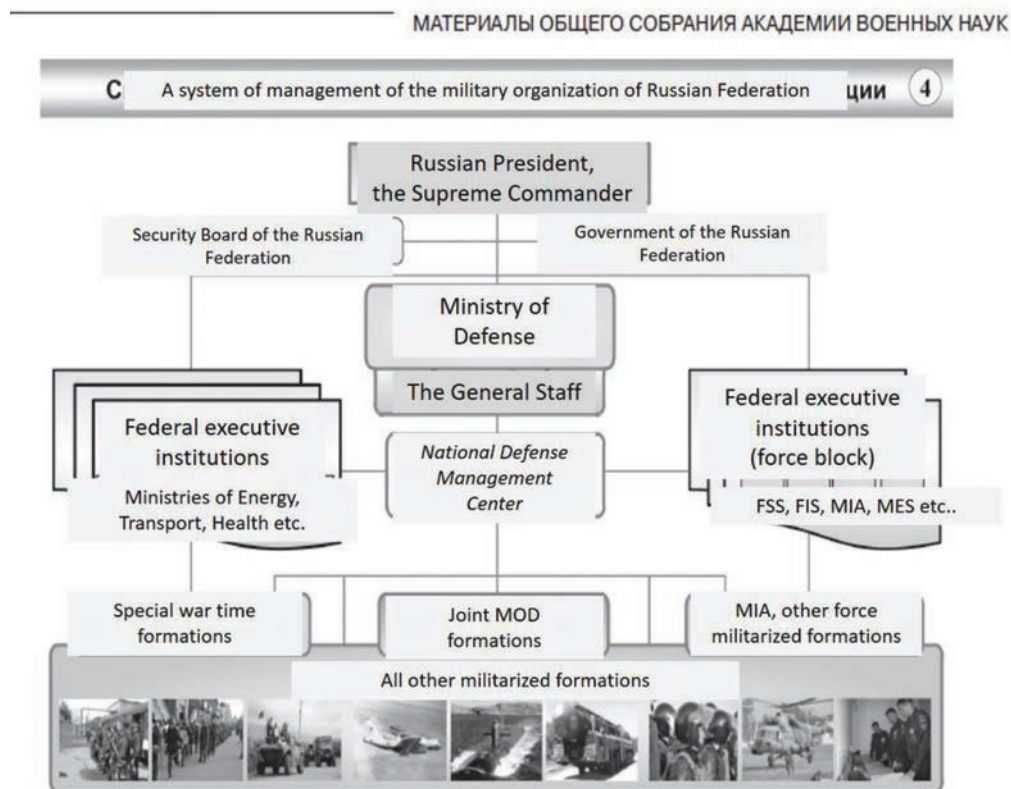 МАТЕРИАЛЫ ОБЩЕГО СОБРАНИЯ АКАДЕМИИ ВОЕННЫХ НАУК
С A system of management of the military organization of Russian Federation ции 4
Russian President,
the Supreme Commander
Security Board of the Russian
Federation
Government of the Russian
Federation
Ministry of
Defense
The General Staff
Federal executive
institutions
Ministries of Energy,
Transport, Health etc.
National Defense
Management
Center
Federal executive
institutions
(force block)
FSS, FIS, MIA, MES etc..
Special war time
formations
Joint MOD
formations
MIA, other force
militarized formations
All other militarized formations